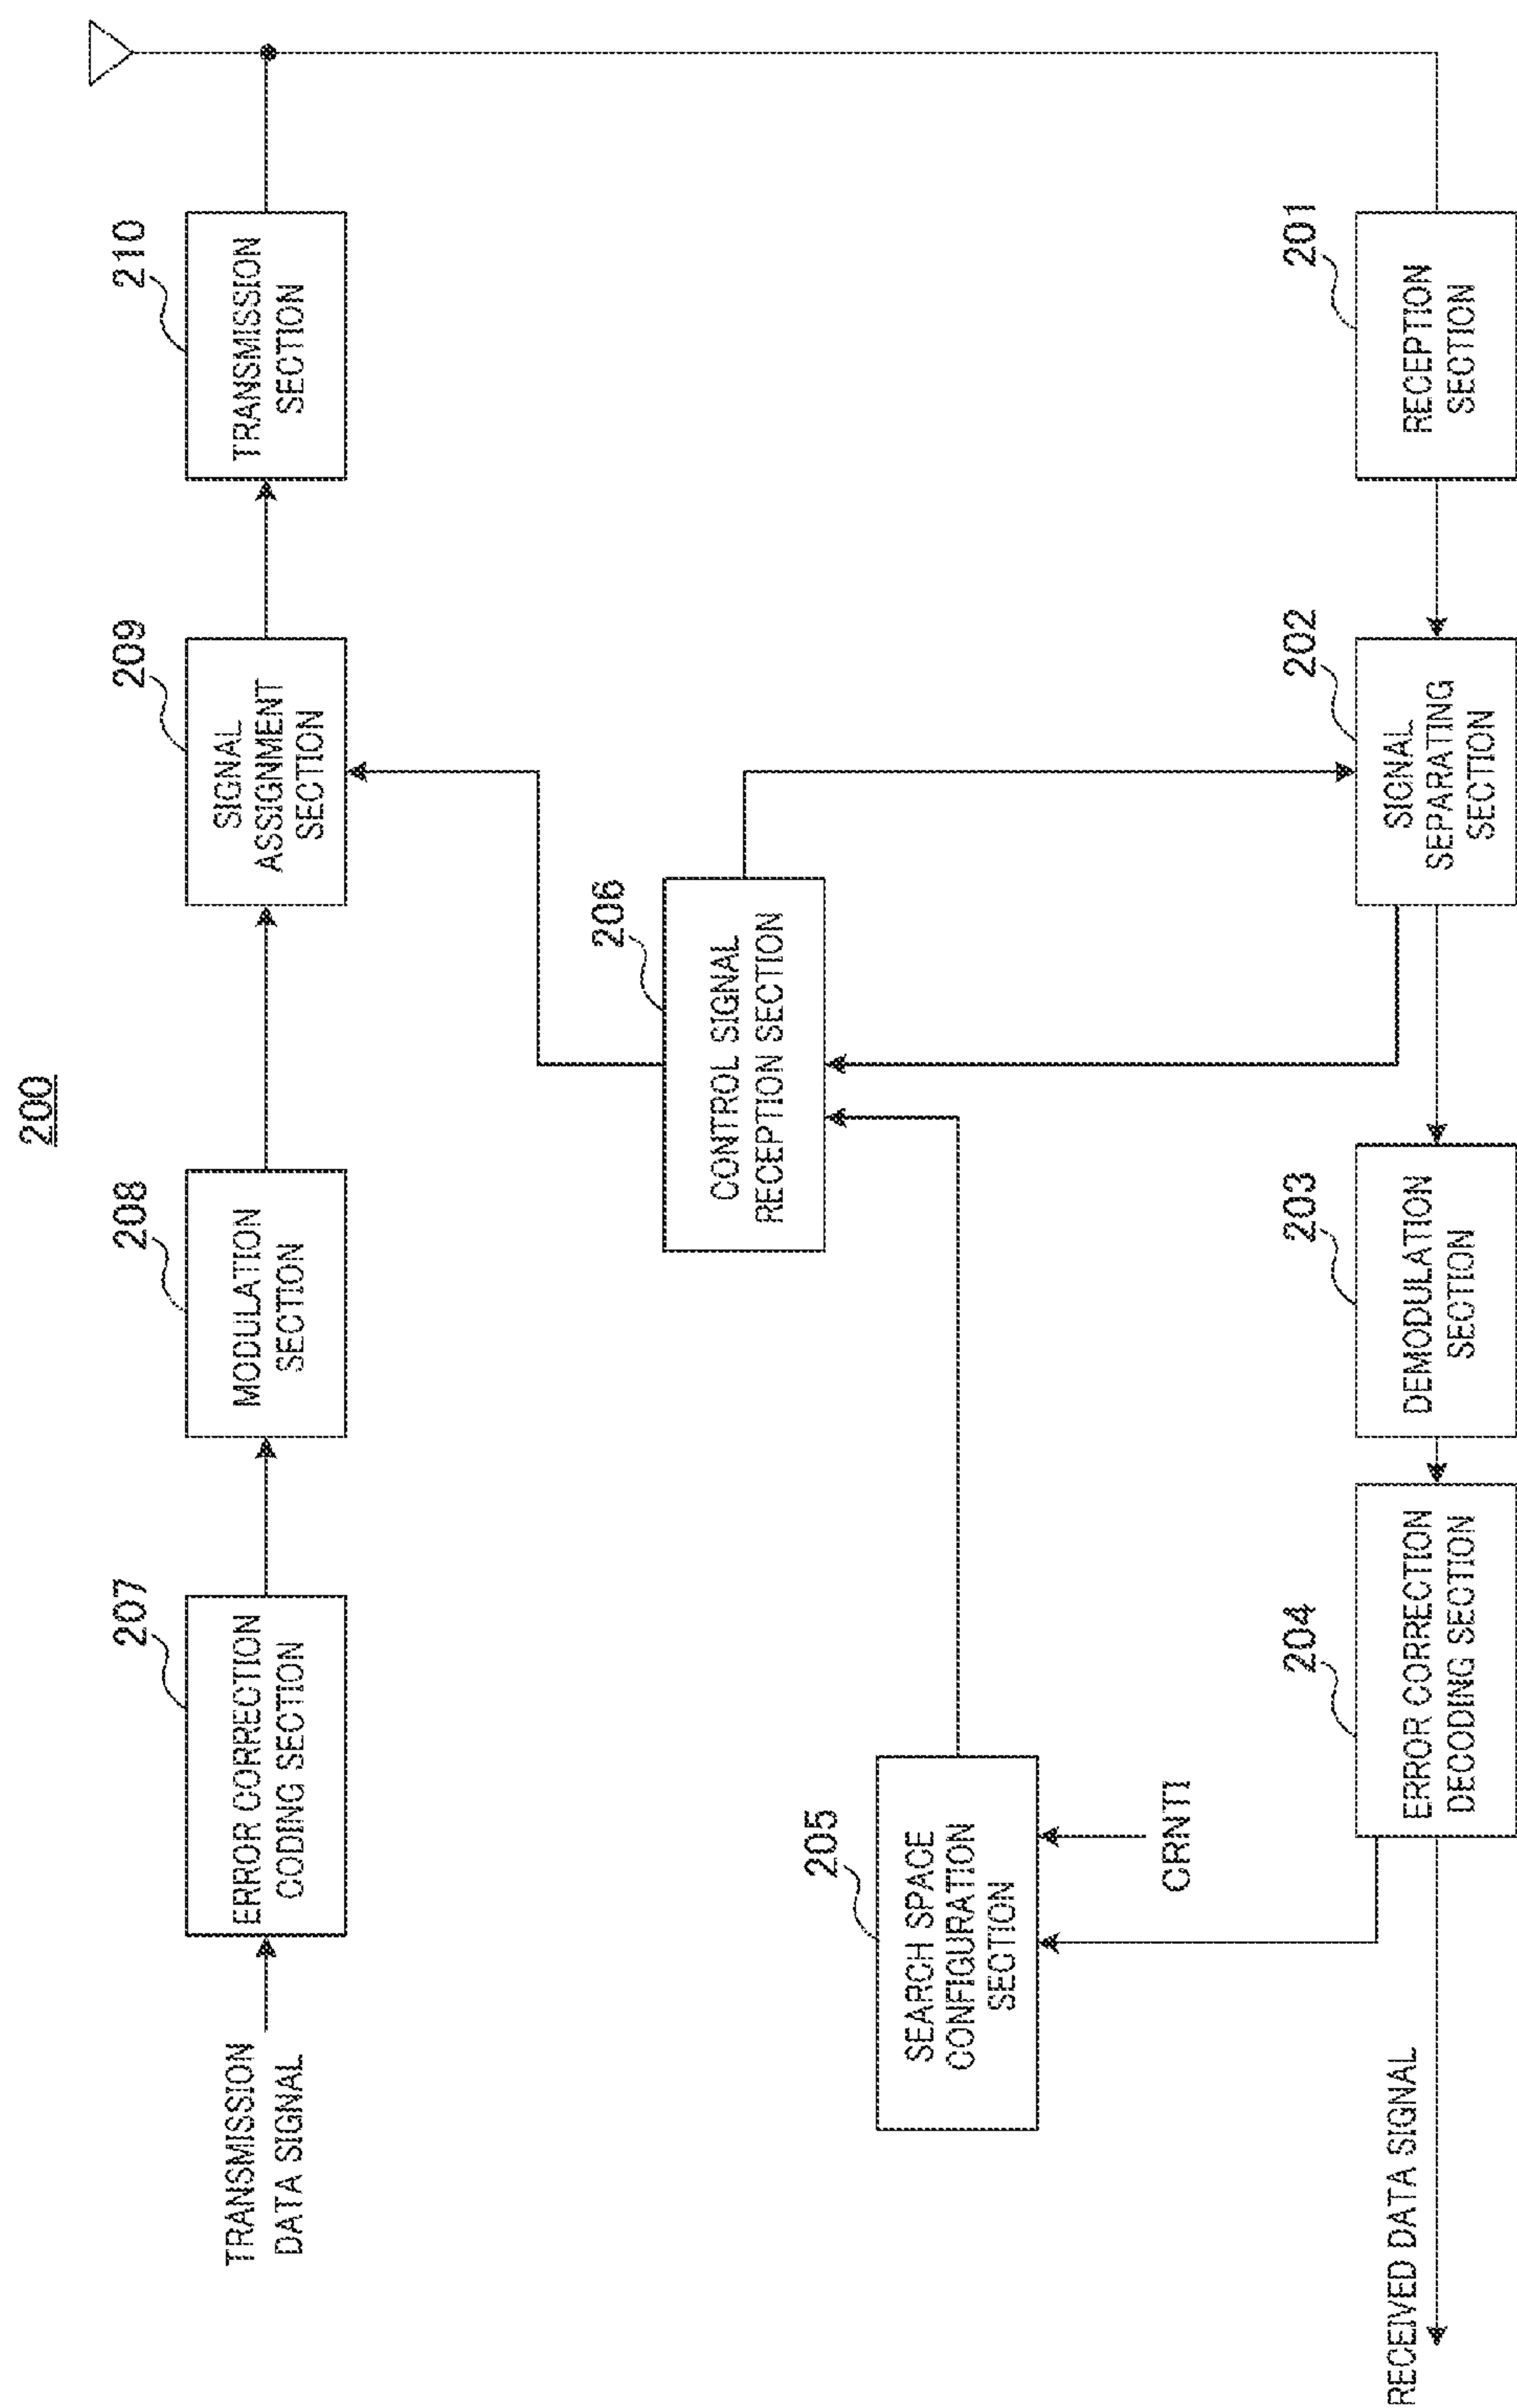 200
TRANSMISSION
DATA SIGNAL
207
ERROR CORRECTION
CODING SECTION
208
MODULATION
SECTION
209
SIGNAL
ASSIGNMENT
SECTION
210
TRANSMISSION
SECTION
206
CONTROL SIGNAL
RECEPTION SECTION
205
SEARCH SPACE
CONFIGURATION
SECTION
CRNTI
RECEIVED DATA SIGNAL
204
ERROR CORRECTION
DECODING SECTION
203
DEMODULATION
SECTION
202
SIGNAL
SEPARATING
SECTION
201
RECEPTION
SECTION